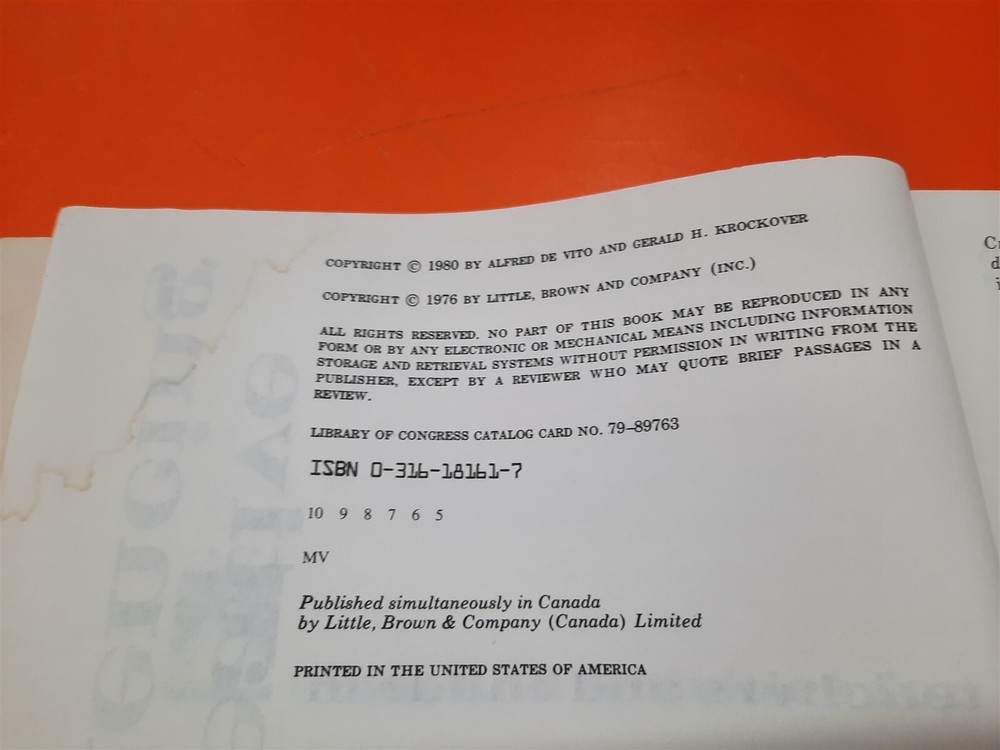 COPYRIGHT © 1980 BY ALFRED DE VITO AND GERALD H. KROCKOVER
COPYRIGHT © 1976 BY LITTLE, BROWN AND COMPANY (INC.)
ALL RIGHTS RESERVED. NO PART OF THIS BOOK MAY BE REPRODUCED IN ANY
FORM OR BY ANY ELECTRONIC OR MECHANICAL MEANS INCLUDING INFORMATION
STORAGE AND RETRIEVAL SYSTEMS WITHOUT PERMISSION IN WRITING FROM THE
PUBLISHER, EXCEPT BY A REVIEWER WHO MAY QUOTE BRIEF PASSAGES IN A
REVIEW.
LIBRARY OF CONGRESS CATALOG CARD NO. 79–89763
ISBN 0-316-18161-7
10 9 8 7 6 5
MV
Published simultaneously in Canada
by Little, Brown & Company (Canada) Limited
PRINTED IN THE UNITED STATES OF AMERICA